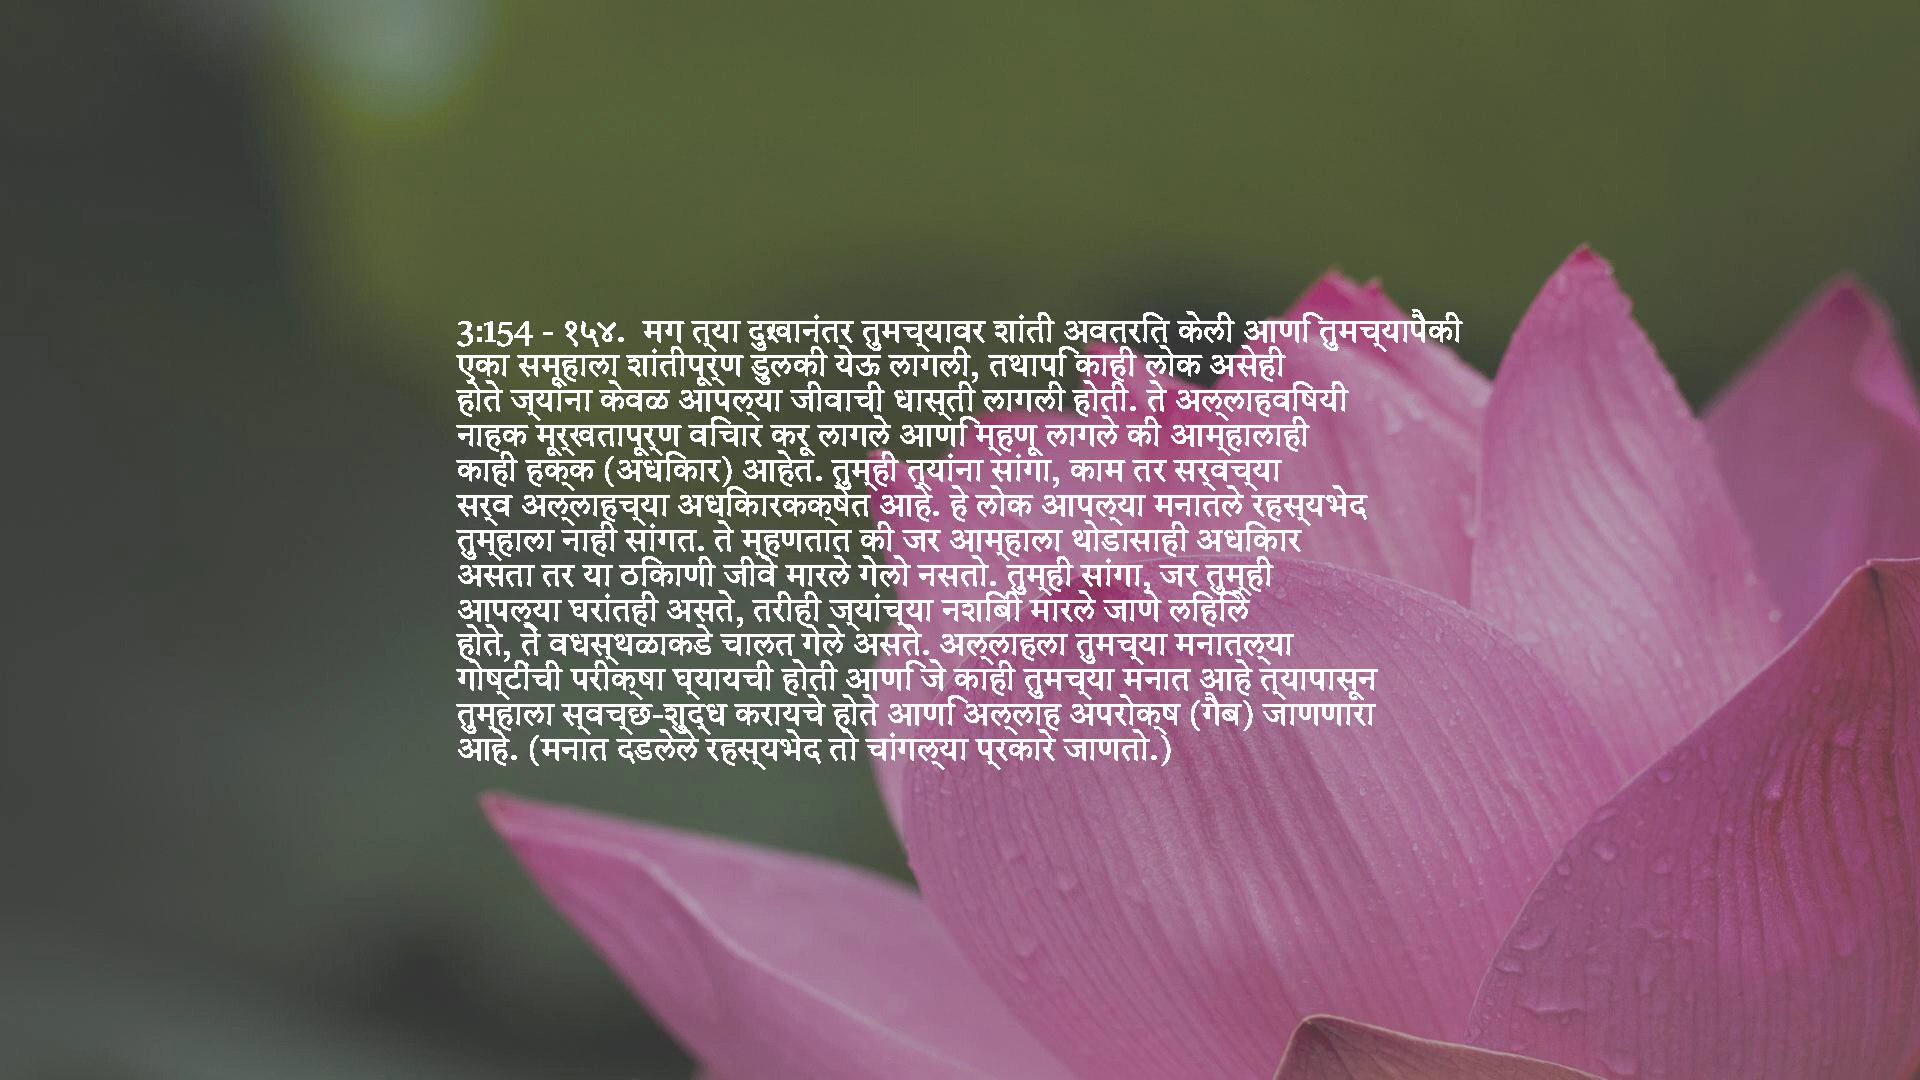 3:154 - १५४.  मग त्या दुःखानंतर तुमच्यावर शांती अवतरित केली आणि तुमच्यापैकी
एका समूहाला शांतीपूर्ण डुलकी येऊ लागली, तथापि काही लोक असेही
होते ज्यांना केवळ आपल्या जीवाची धास्ती लागली होती. ते अल्लाहविषयी
नाहक मूर्खतापूर्ण विचार करू लागले आणि म्हणू लागले की आम्हालाही
काही हक्क (अधिकार) आहेत. तुम्ही त्यांना सांगा, काम तर सर्वच्या
सर्व अल्लाहच्या अधिकारकक्षेत आहे. हे लोक आपल्या मनातले रहस्यभेद
तुम्हाला नाही सांगत. ते म्हणतात की जर आम्हाला थोडासाही अधिकार
असता तर या ठिकाणी जीवे मारले गेलो नसतो. तुम्ही सांगा, जर तुम्ही
आपल्या घरांतही असते, तरीही ज्यांच्या नशिबी मारले जाणे लिहिले
होते, ते वधस्थळाकडे चालत गेले असते. अल्लाहला तुमच्या मनातल्या
गोष्टींची परीक्षा घ्यायची होती आणि जे काही तुमच्या मनात आहे त्यापासून
तुम्हाला स्वच्छ-शुद्ध करायचे होते आणि अल्लाह अपरोक्ष (गैब) जाणणारा
आहे. (मनात दडलेले रहस्यभेद तो चांगल्या प्रकारे जाणतो.)